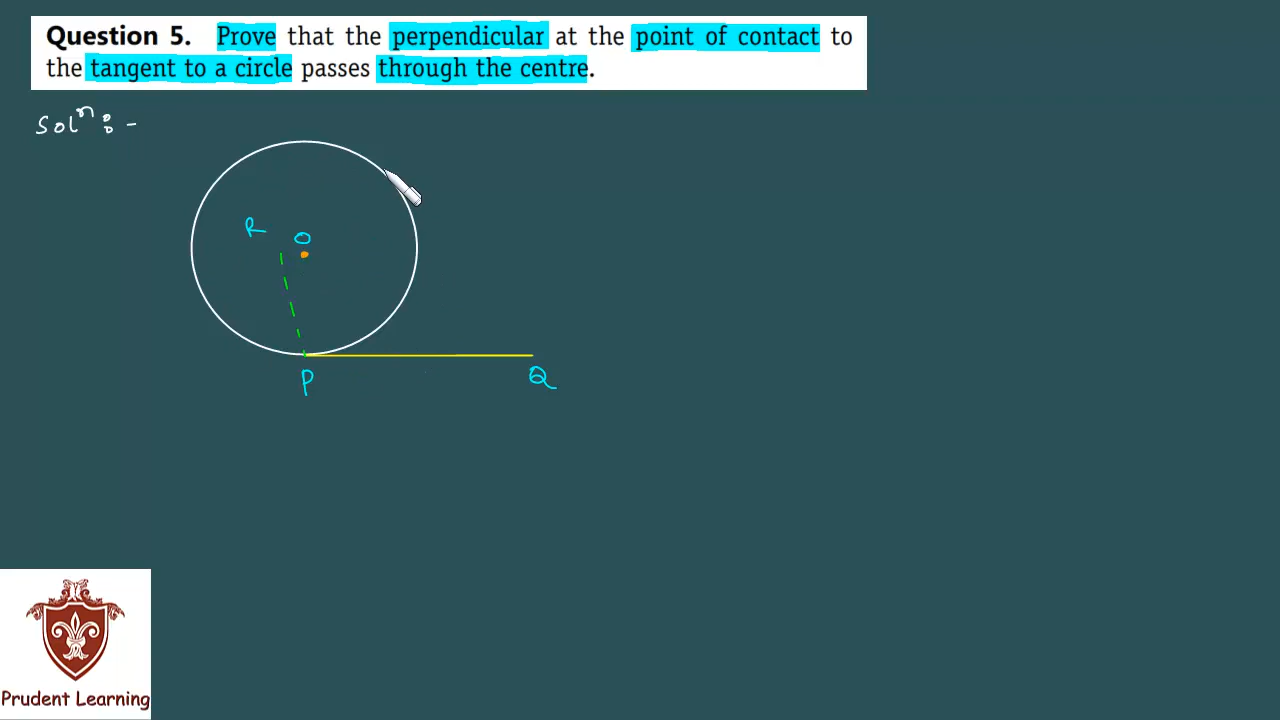 Question 5. Prove that the perpendicular at the point of contact to
the tangent to a circle passes through the centre.
Solⁿ : -
R
O
P
Q
Prudent Learning